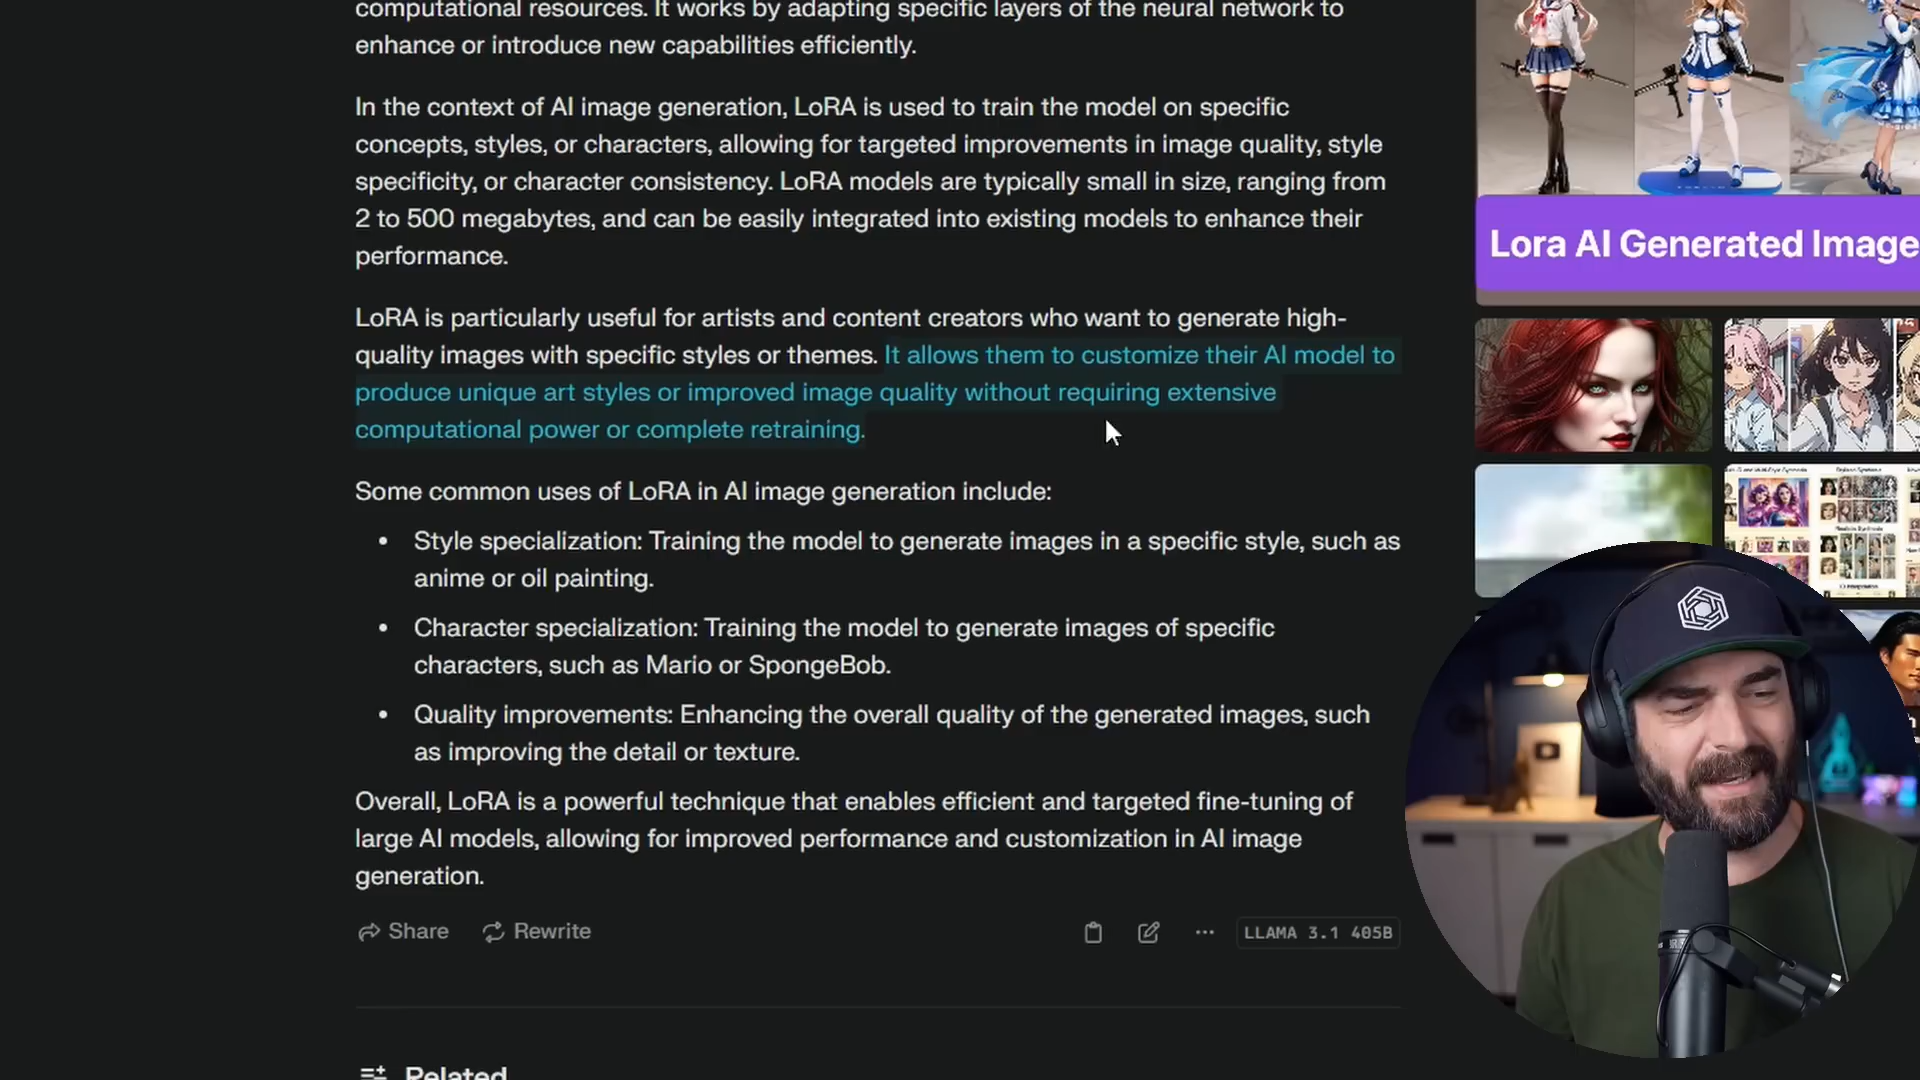 computational resources. It works by adapting specific layers of the neural network to
enhance or introduce new capabilities efficiently.
In the context of AI image generation, LoRA is used to train the model on specific
concepts, styles, or characters, allowing for targeted improvements in image quality, style
specificity, or character consistency. LoRA models are typically small in size, ranging from
2 to 500 megabytes, and can be easily integrated into existing models to enhance their
performance.
LoRA is particularly useful for artists and content creators who want to generate high-
quality images with specific styles or themes. It allows them to customize their AI model to
produce unique art styles or improved image quality without requiring extensive
computational power or complete retraining.
Some common uses of LoRA in AI image generation include:
• Style specialization: Training the model to generate images in a specific style, such as
anime or oil painting.
• Character specialization: Training the model to generate images of specific
characters, such as Mario or SpongeBob.
• Quality improvements: Enhancing the overall quality of the generated images, such
as improving the detail or texture.
Overall, LoRA is a powerful technique that enables efficient and targeted fine-tuning of
large AI models, allowing for improved performance and customization in AI image
generation.
Share Rewrite
LLAMA 3.1 405B
Related
Lora AI Generated Image